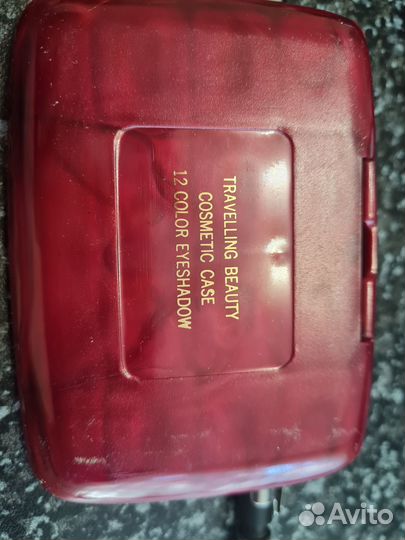 TRAVELLING BEAUTY
COSMETIC CASE
12 COLOR EYESHADOW
Avito